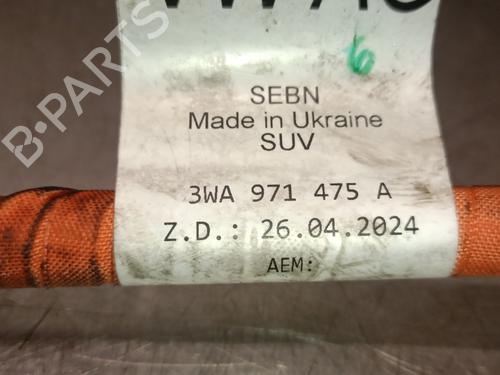 6
SEBN
Made in Ukraine
SUV
3WA 971 475 A
Z.D.: 26.04.2024
AEM:
B-PARTS